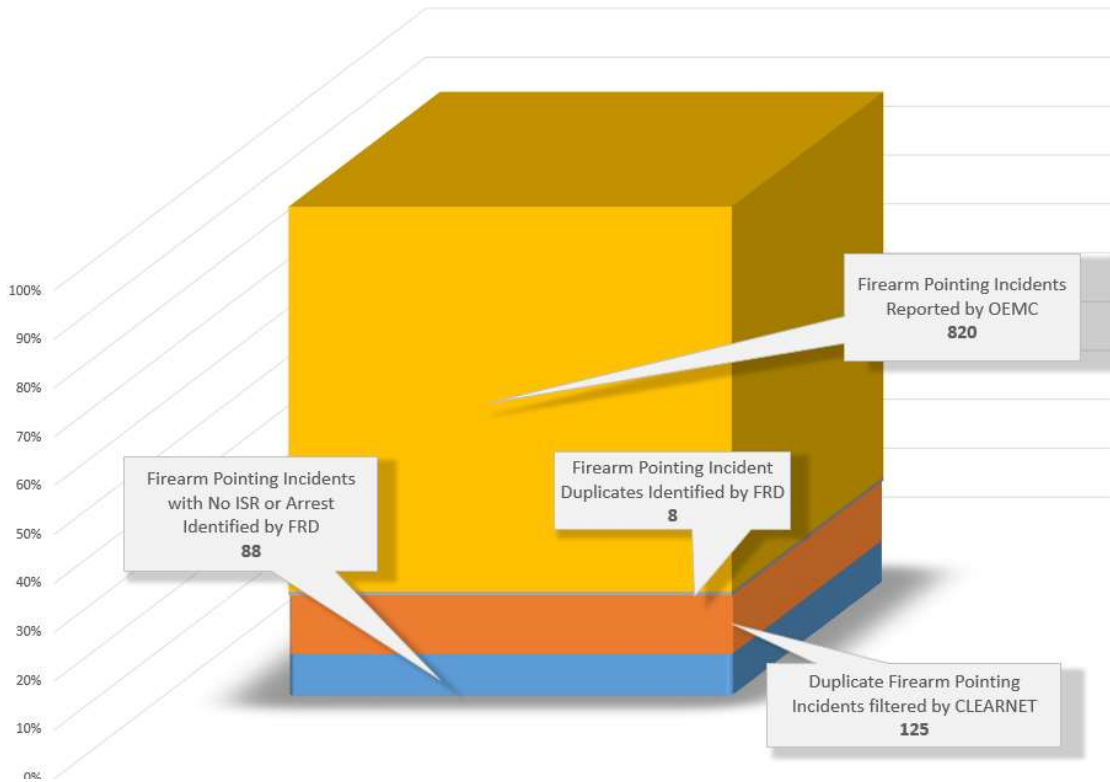 100%
90%
80%
70%
60%
50%
40%
30%
20%
10%
0%
Firearm Pointing Incidents
Reported by OEMC
820
Firearm Pointing Incident
Duplicates Identified by FRD
8
Firearm Pointing Incidents
with No ISR or Arrest
Identified by FRD
88
Duplicate Firearm Pointing
Incidents filtered by CLEARNET
125